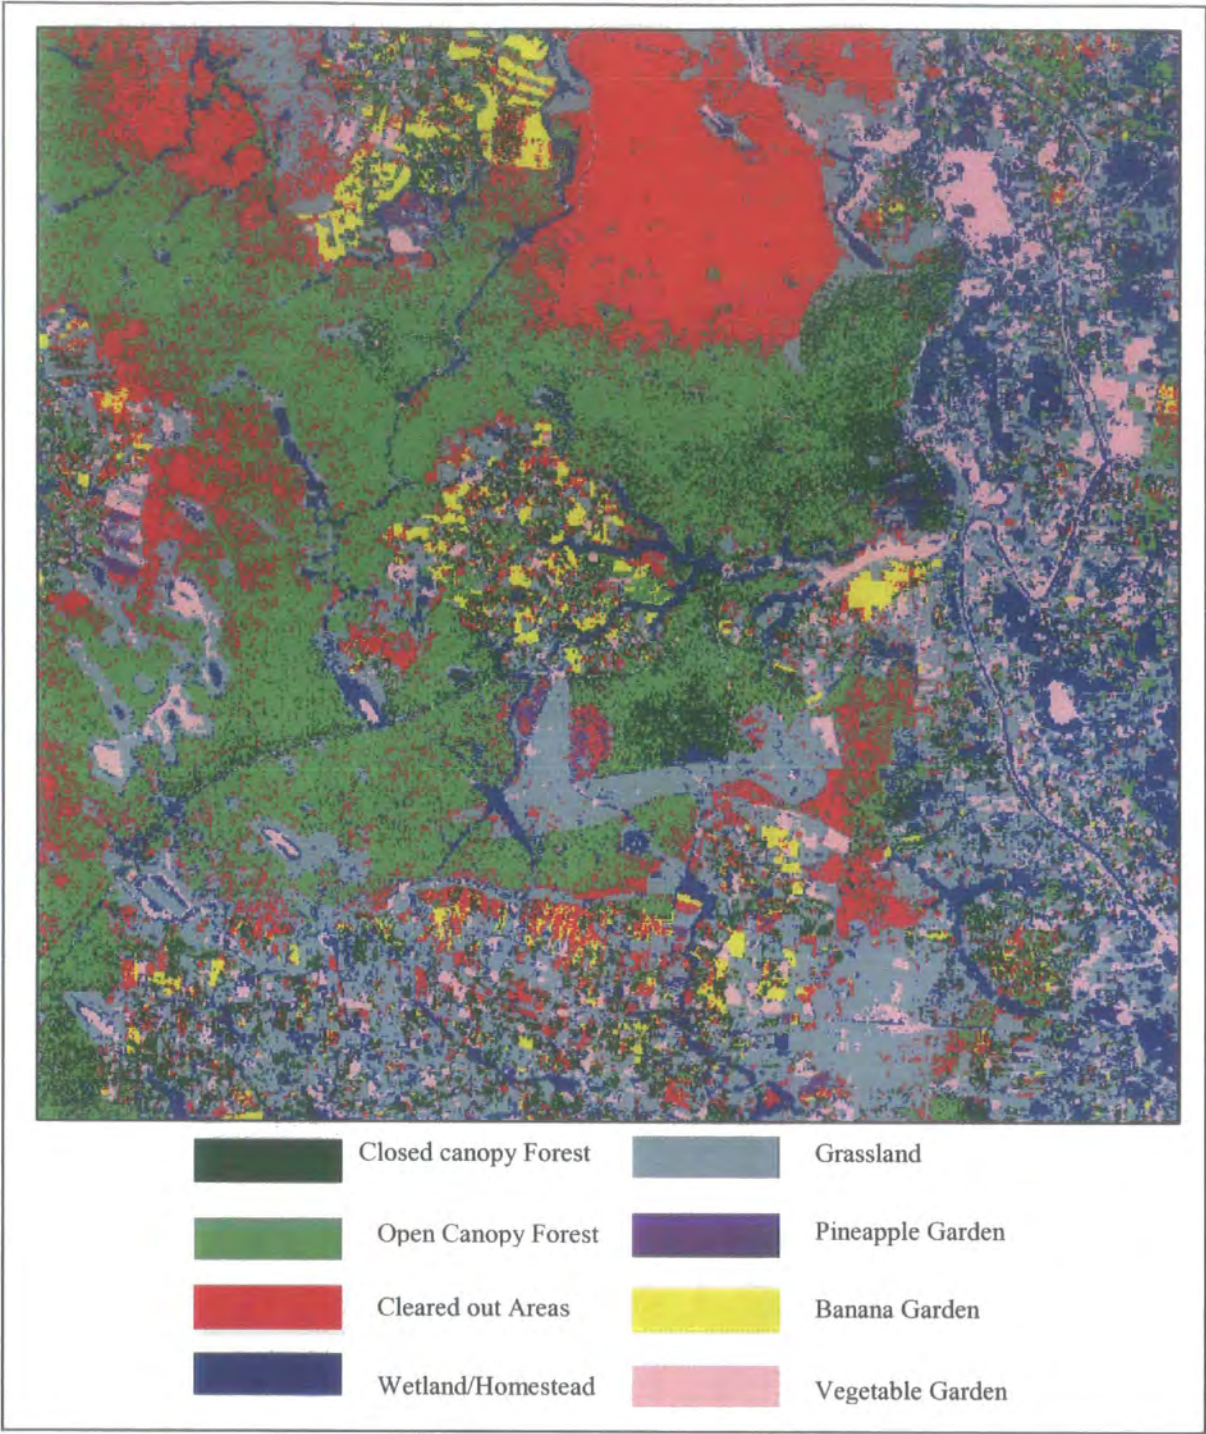 Closed canopy Forest
Grassland
Open Canopy Forest
Pineapple Garden
Cleared out Areas
Banana Garden
Wetland/Homestead
Vegetable Garden